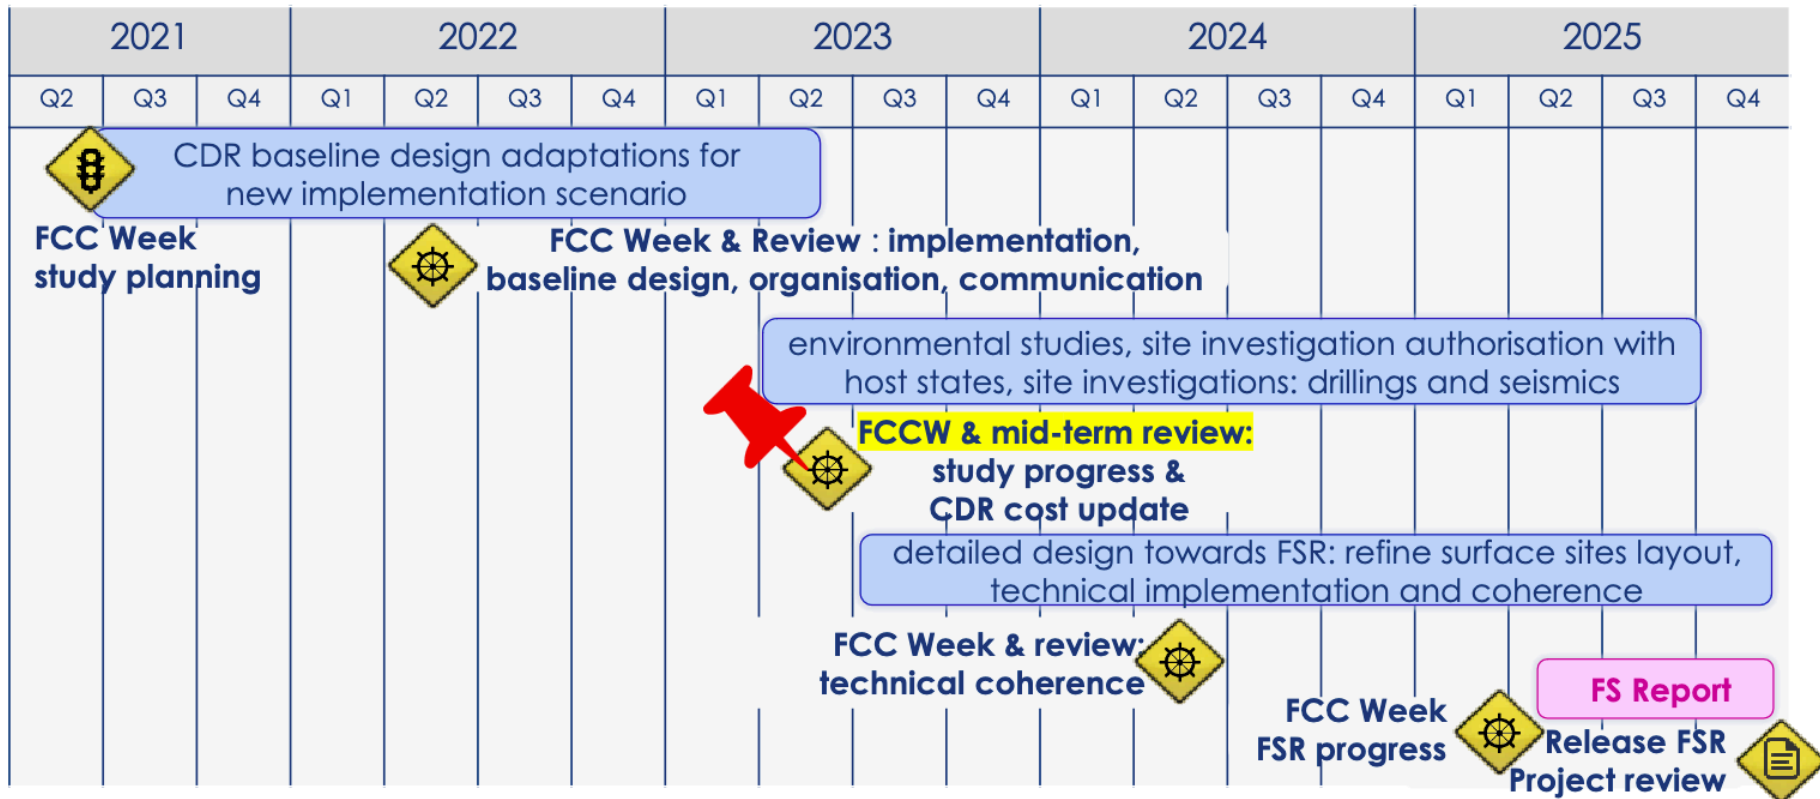 2021 2022 2023 2024 2025
Q2 Q3 Q4 Q1 Q2 Q3 Q4 Q1 Q2 Q3 Q4 Q1 Q2 Q3 Q4 Q1 Q2 Q3 Q4
CDR baseline design adaptations for
new implementation scenario
FCC Week
study planning
FCC Week & Review : implementation,
baseline design, organisation, communication
environmental studies, site investigation authorisation with
host states, site investigations: drillings and seismics
FCCW & mid-term review:
study progress &
CDR cost update
detailed design towards FSR: refine surface sites layout,
technical implementation and coherence
FCC Week & review:
technical coherence
FS Report
FCC Week
FSR progress
Release FSR
Project review